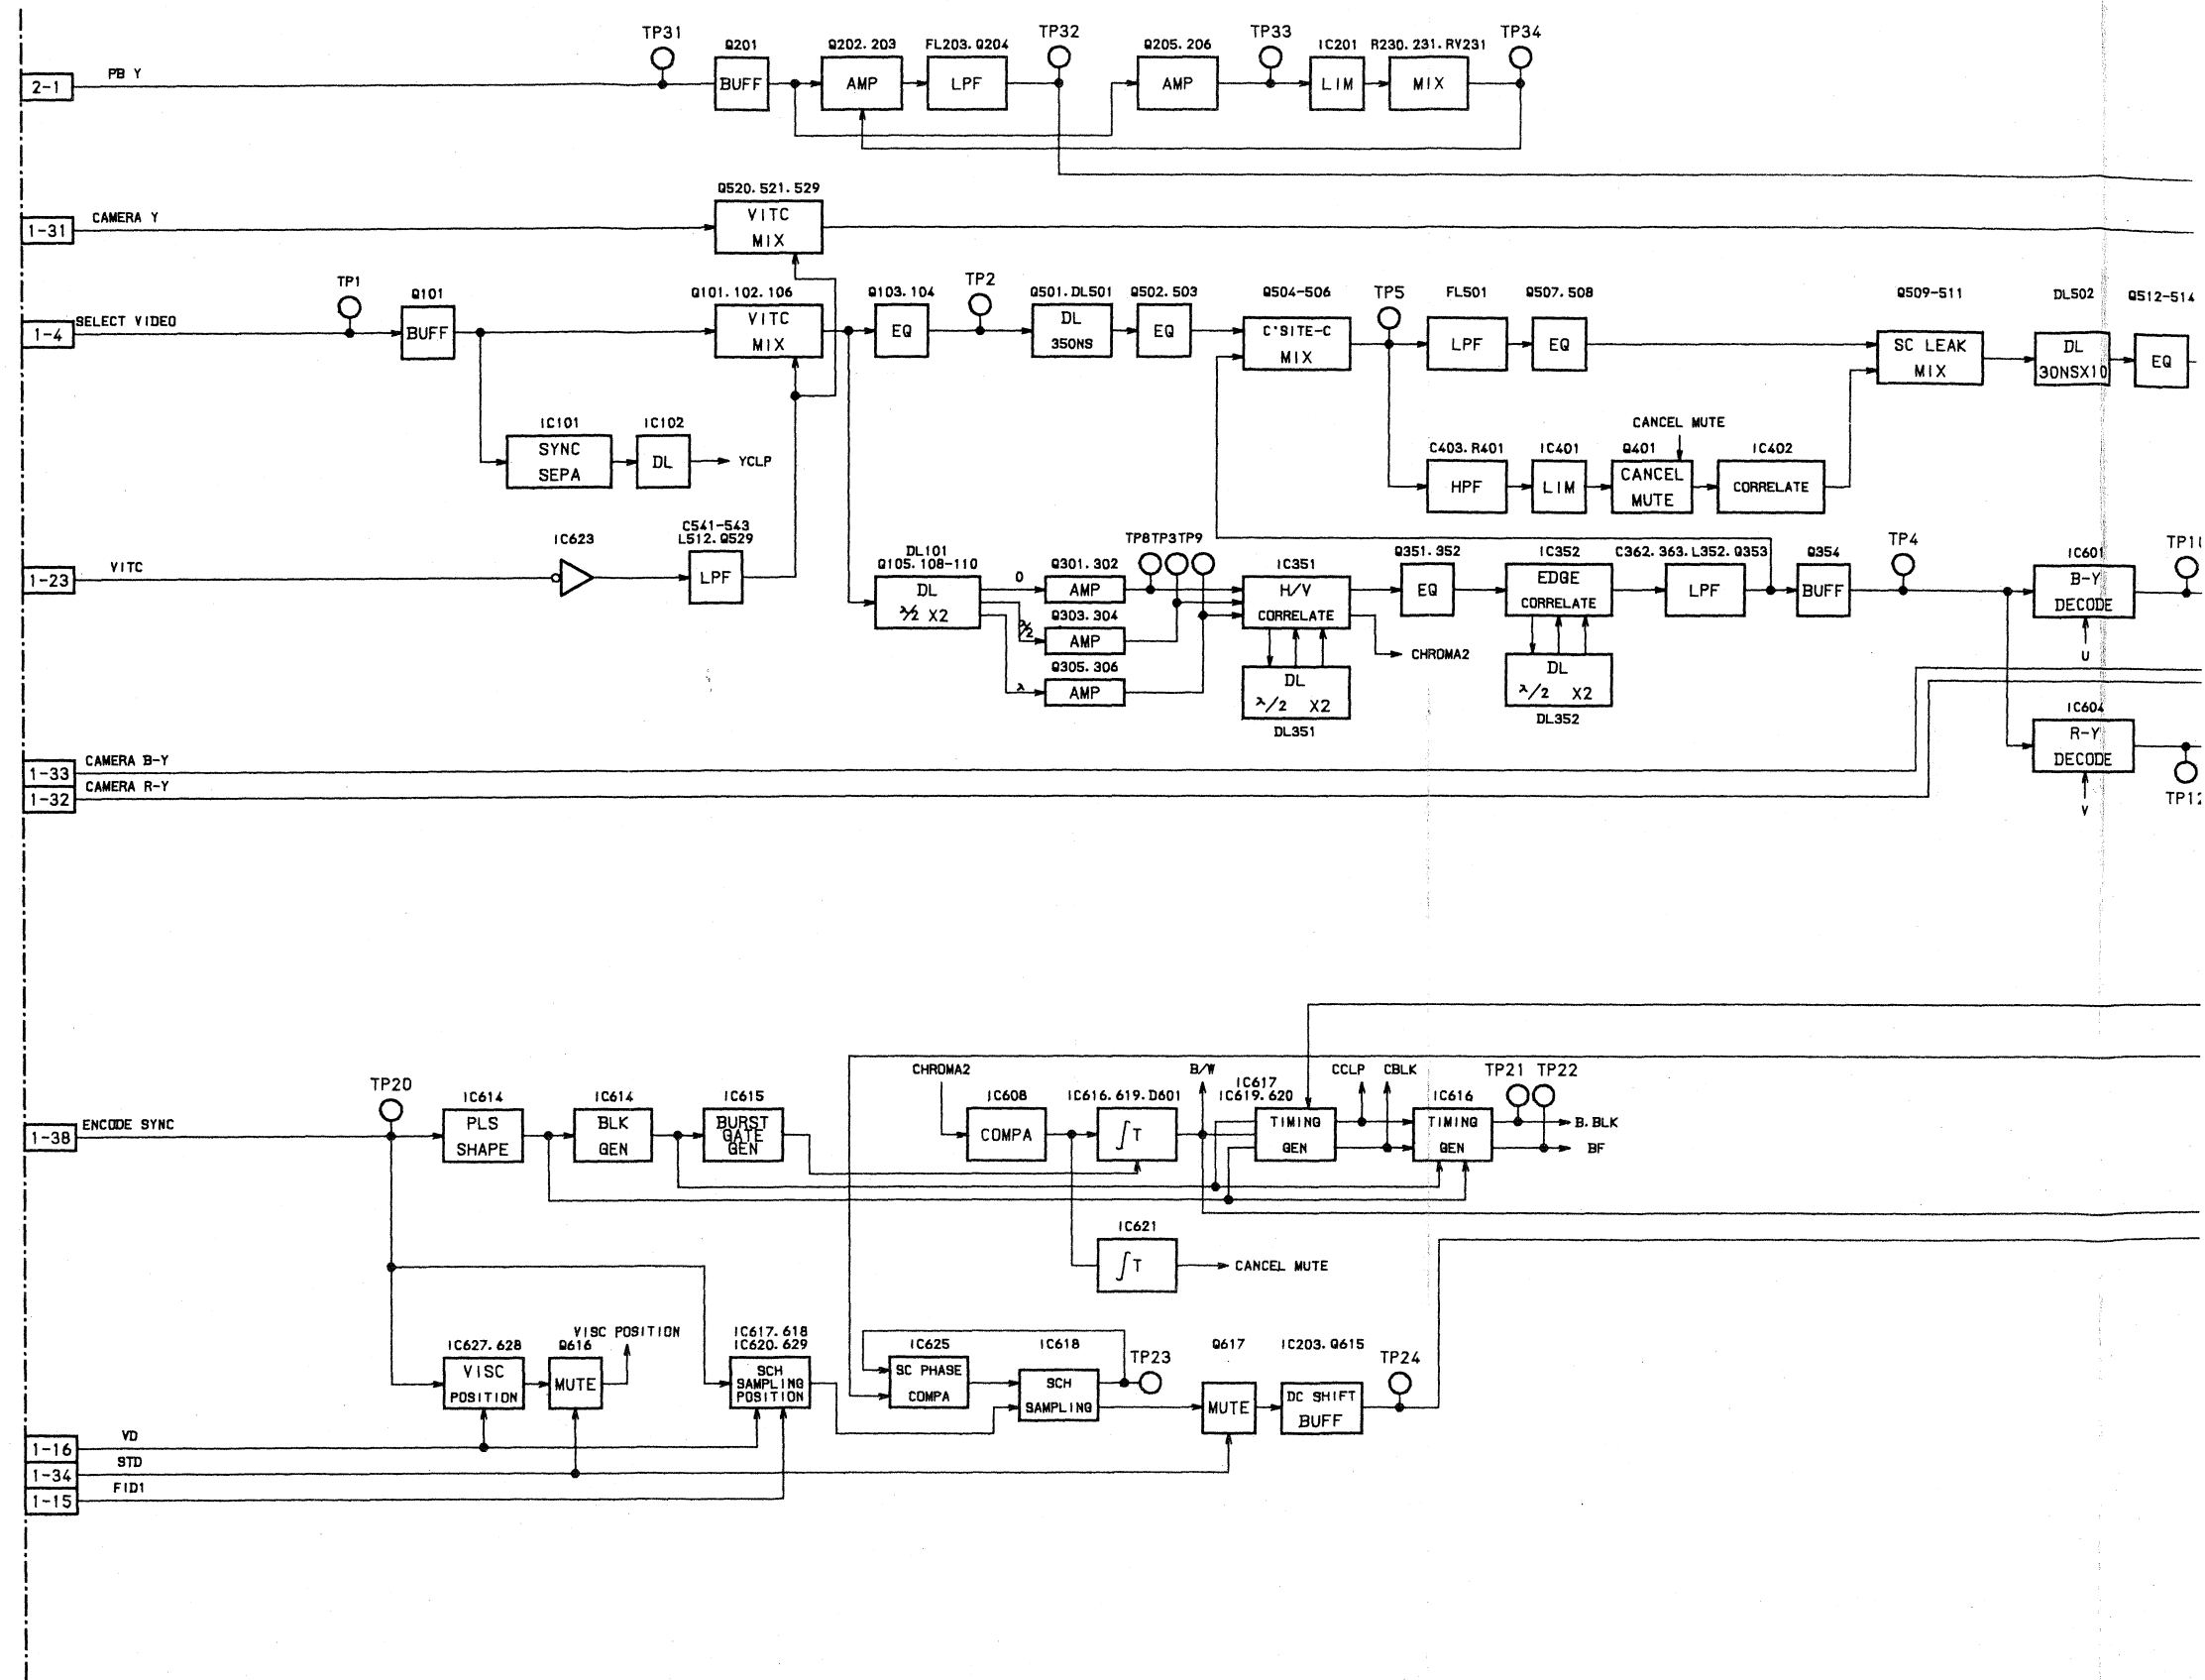 TP31
Q201
Q202. 203
FL203. Q204
TP32
Q205. 206
TP33
IC201
R230. 231. RV231
TP34
2-1
PB Y
BUFF
AMP
LPF
AMP
LIM
MIX
Q520. 521. 529
1-31
CAMERA Y
VITC
MIX
TP1
Q101
Q101. 102. 106
Q103. 104
TP2
Q501. DL501
Q502. 503
Q504-506
TP5
FL501
Q507. 508
Q509-511
DL502
Q512-514
1-4
SELECT VIDEO
BUFF
VITC
MIX
EQ
DL
350NS
EQ
C'SITE-C
MIX
LPF
EQ
SC LEAK
MIX
DL
30NSX10
EQ
IC101
IC102
SYNC
SEPA
DL
YCLP
CANCEL MUTE
C403. R401
IC401
Q401
IC402
HPF
LIM
CANCEL
MUTE
CORRELATE
IC623
C541-543
L512. Q529
1-23
VITC
LPF
DL101
Q105. 108-110
DL
λ/2 X2
0
λ/2
λ
Q301. 302
AMP
Q303. 304
AMP
Q305. 306
AMP
TP8
TP3
TP9
IC351
H/V
CORRELATE
CHROMA2
DL
λ/2 X2
DL351
Q351. 352
EQ
IC352
EDGE
CORRELATE
DL
λ/2 X2
DL352
C362. 363. L352. Q353
LPF
Q354
BUFF
TP4
IC601
B-Y
DECODE
U
TP10
IC604
R-Y
DECODE
V
TP12
1-33
CAMERA B-Y
1-32
CAMERA R-Y
TP20
1-38
ENCODE SYNC
IC614
PLS
SHAPE
IC614
BLK
GEN
IC615
BURST
GATE
GEN
CHROMA2
IC608
COMPA
IC616. 619. D601
∫T
B/W
IC617
IC619. 620
TIMING
GEN
CCLP
CBLK
IC616
TIMING
GEN
TP21
TP22
B. BLK
BF
IC621
∫T
CANCEL MUTE
VISC POSITION
IC627. 628
VISC
POSITION
Q616
MUTE
IC617. 618
IC620. 629
SCH
SAMPLING
POSITION
IC625
SC PHASE
COMPA
IC618
SCH
SAMPLING
TP23
Q617
MUTE
IC203. Q615
DC SHIFT
BUFF
TP24
1-16
VD
1-34
STD
1-15
FID1